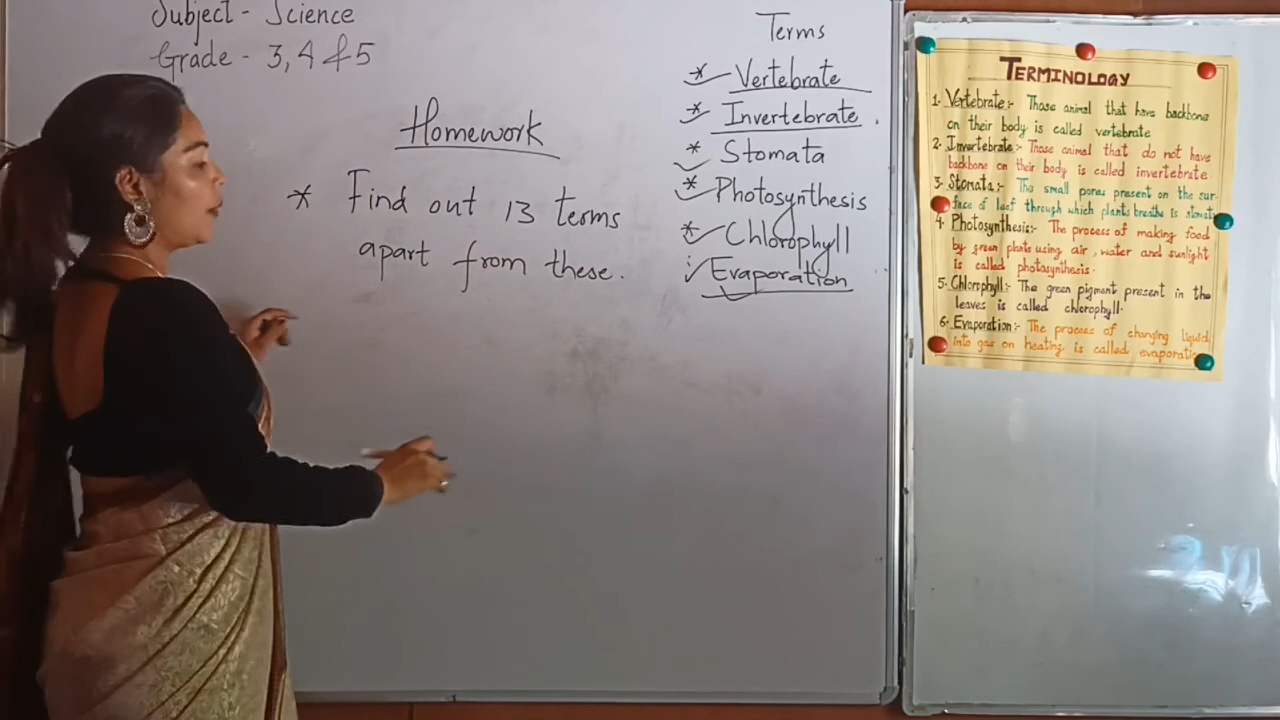 Subject - Science
Grade - 3, 4 & 5
Homework
* Find out 13 terms
apart from these.
Terms
* Vertebrate
* Invertebrate
* Stomata
* Photosynthesis
* Chlorophyll
Evaporation
TERMINOLOGY
1. Vertebrate:- Those animal that have backbone
on their body is called vertebrate
2. Invertebrate:- Those animal that do not have
backbone on their body is called invertebrate
3. Stomata:- The small pores present on the sur-
face of leaf through which plants breathe is stomata
4. Photosynthesis:- The process of making food
by green plants using air, water and sunlight
is called photosynthesis.
5. Chlorophyll:- The green pigment present in the
leaves is called chlorophyll.
6. Evaporation:- The process of changing liquid
into gas on heating is called evaporation